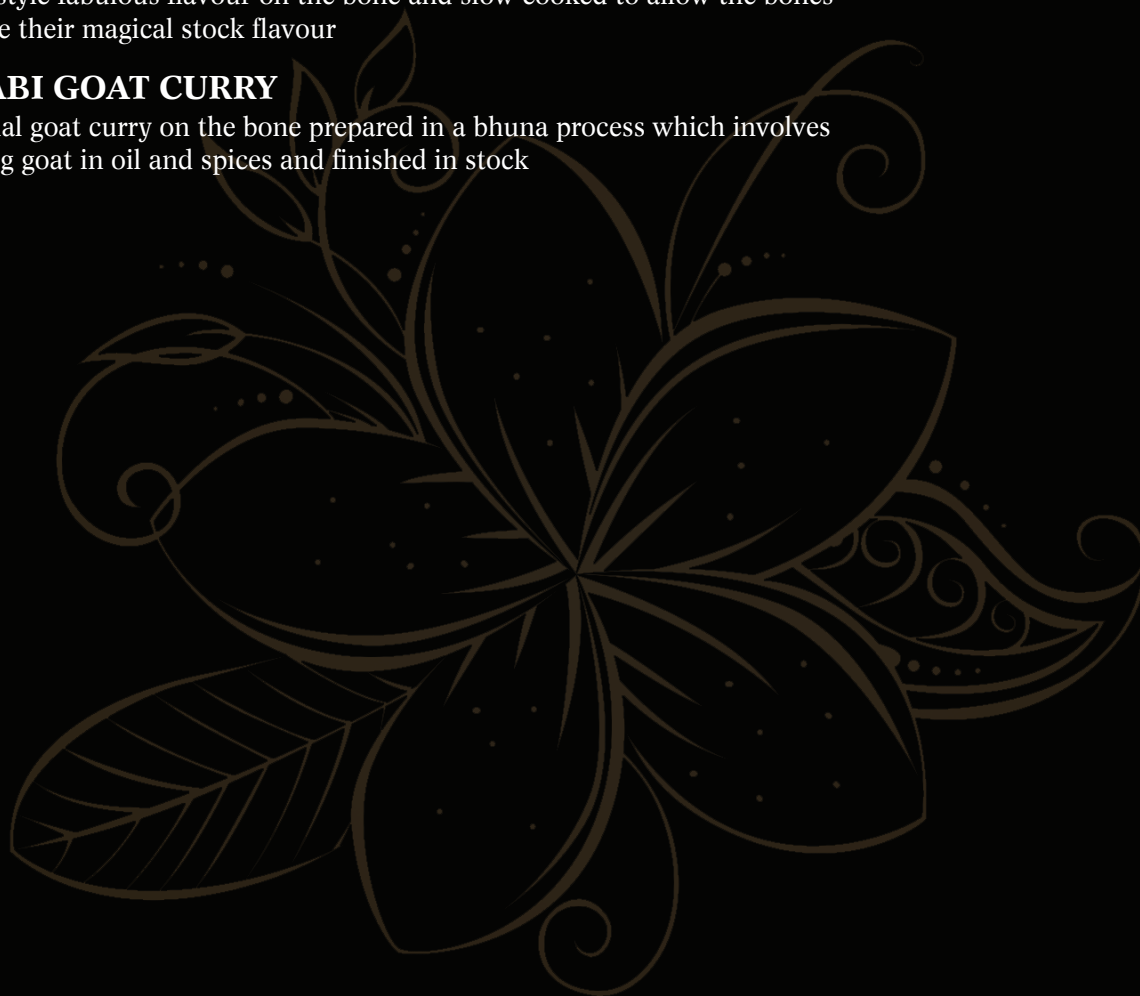 style fabulous flavour on the bone and slow cooked to allow the bones
e their magical stock flavour
ABI GOAT CURRY
al goat curry on the bone prepared in a bhuna process which involves
g goat in oil and spices and finished in stock